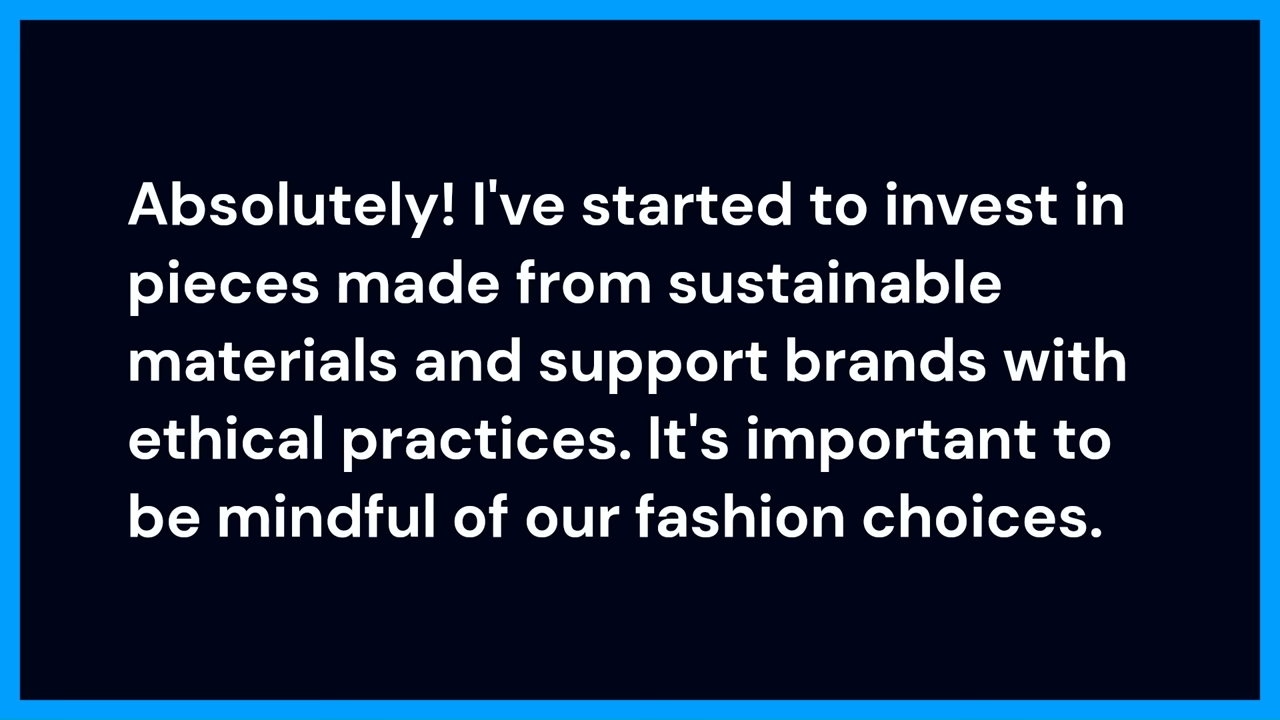 Absolutely! I've started to invest in
pieces made from sustainable
materials and support brands with
ethical practices. It's important to
be mindful of our fashion choices.